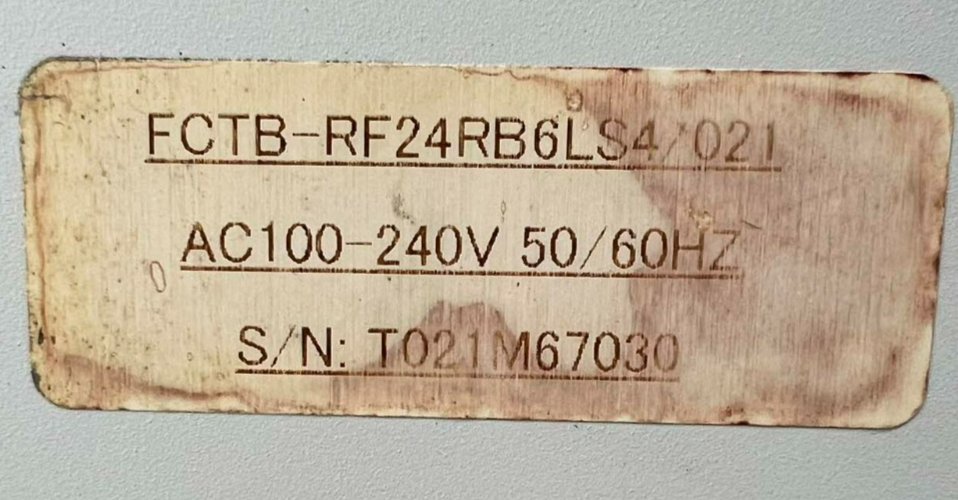 FCTB-RF24RB6LS4/021
AC100-240V 50/60HZ
S/N: T021M67030